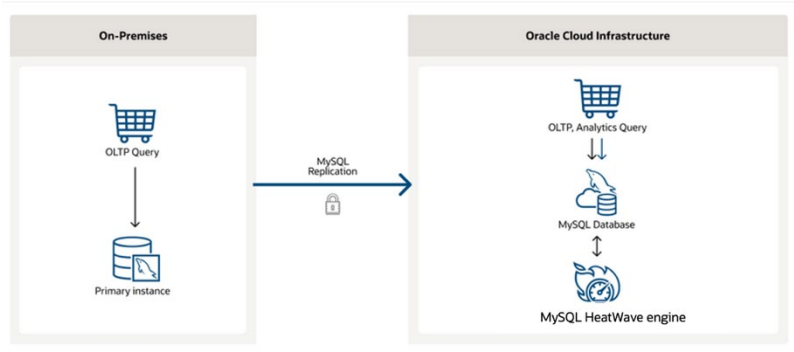 On-Premises
OLTP Query
Primary instance
MySQL
Replication
Oracle Cloud Infrastructure
OLTP, Analytics Query
MySQL Database
MySQL HeatWave engine